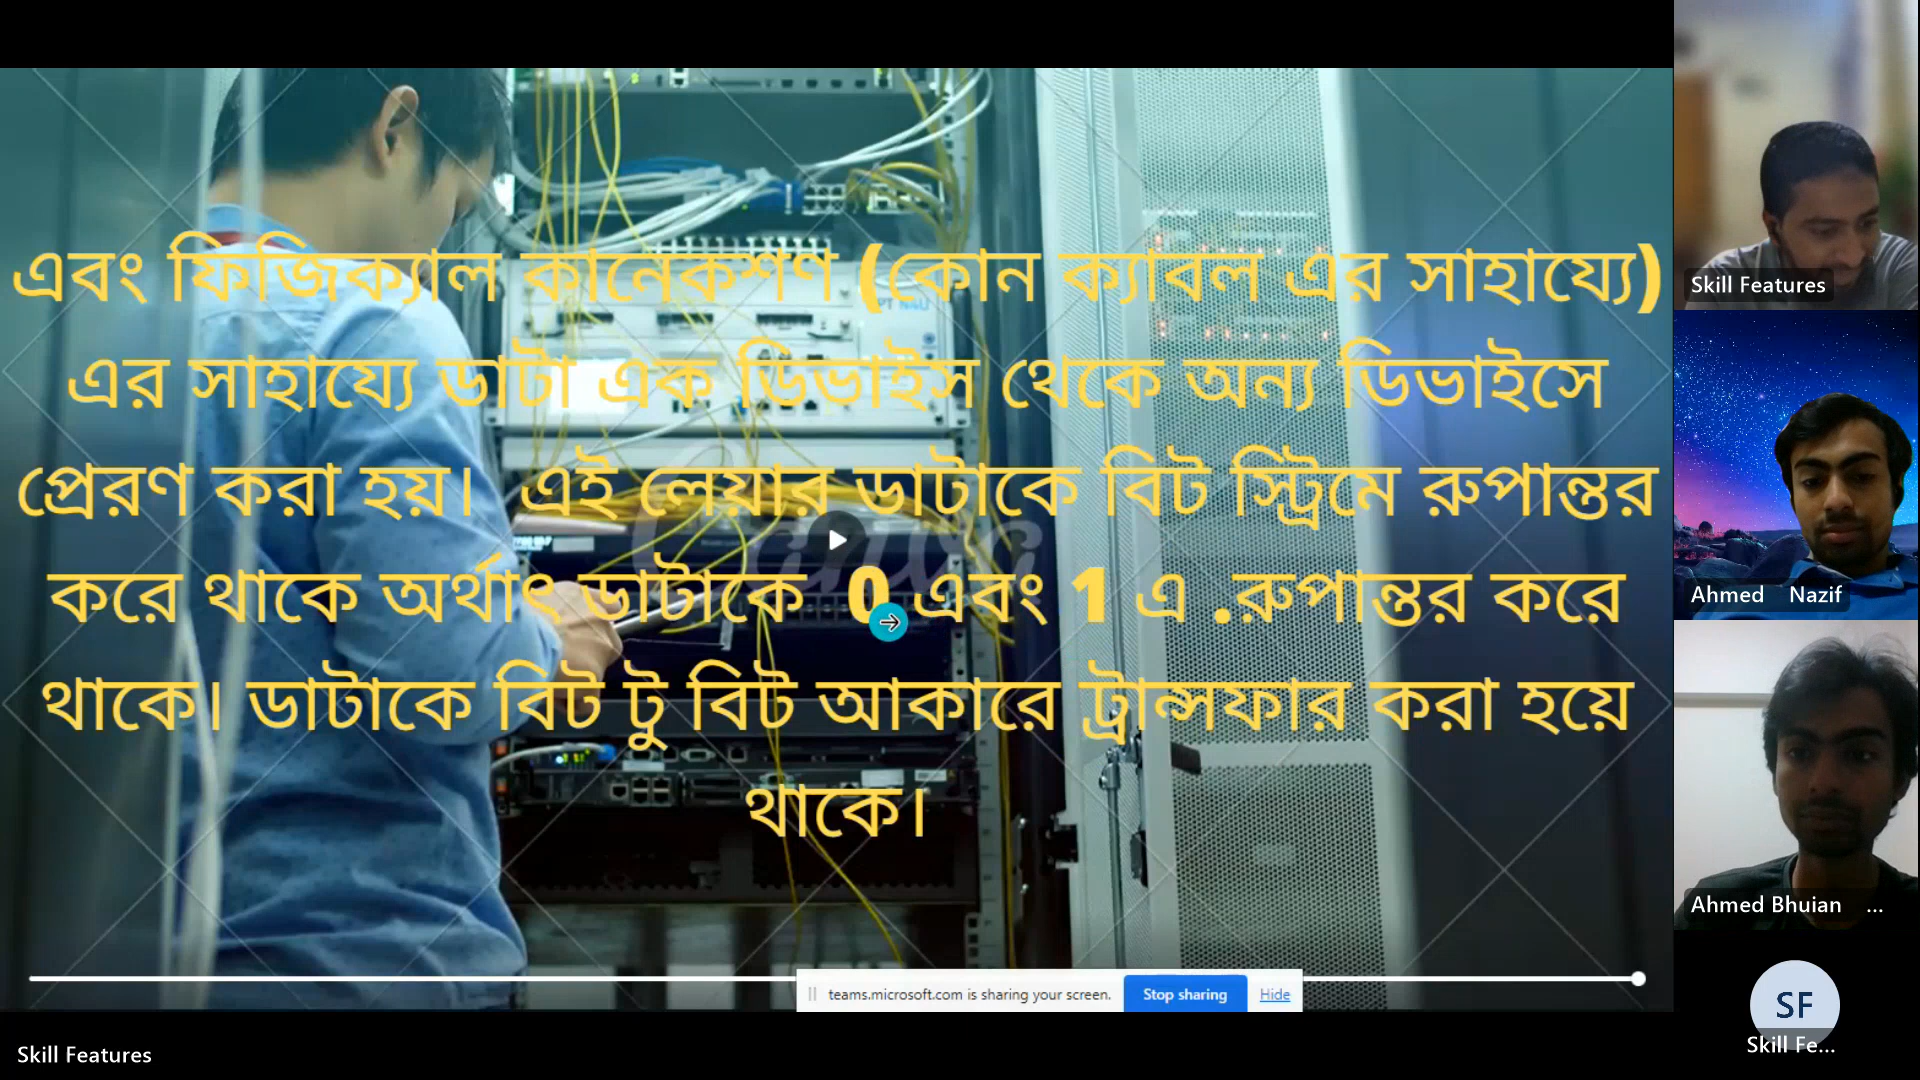 এবং ফিজিক্যাল কানেকশণ (কোন ক্যাবল এর সাহায্যে)
এর সাহায্যে ডাটা এক ডিভাইস থেকে অন্য ডিভাইসে
প্রেরণ করা হয়। এই লেয়ার ডাটাকে বিট স্ট্রিমে রুপান্তর
করে থাকে অর্থাৎ ডাটাকে 0 এবং 1 এ .রুপান্তর করে
থাকে। ডাটাকে বিট টু বিট আকারে ট্রান্সফার করা হয়ে
থাকে।
teams.microsoft.com is sharing your screen.
Stop sharing
Hide
Skill Features
Skill Features
Ahmed Nazif
Ahmed Bhuian ...
SF
Skill Fe...
Canva